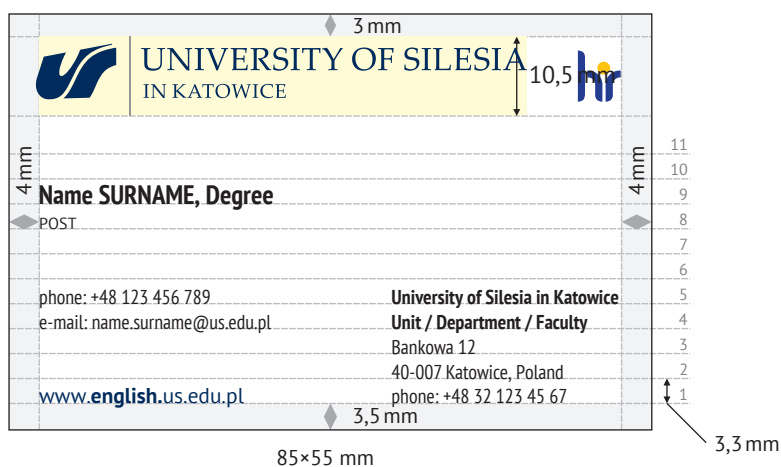 3 mm
UNIVERSITY OF SILESIA
IN KATOWICE
10,5 mm
hr
4 mm
4 mm
11
10
Name SURNAME, Degree
9
POST
8
7
6
phone: +48 123 456 789
University of Silesia in Katowice
5
e-mail: name.surname@us.edu.pl
Unit / Department / Faculty
4
Bankowa 12
3
40-007 Katowice, Poland
2
www.english.us.edu.pl
phone: +48 32 123 45 67
1
3,5 mm
3,3 mm
85×55 mm